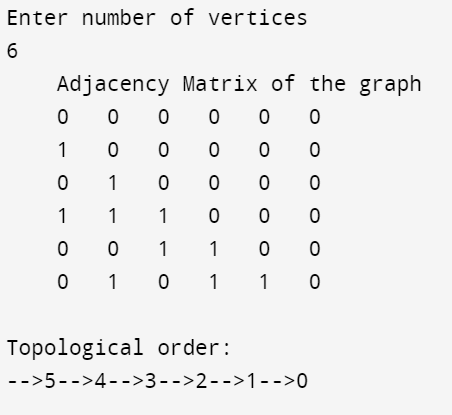 Enter number of vertices
6
Adjacency Matrix of the graph
0 0 0 0 0 0
1 0 0 0 0 0
0 1 0 0 0 0
1 1 1 0 0 0
0 0 1 1 0 0
0 1 0 1 1 0
Topological order:
-->5-->4-->3-->2-->1-->0